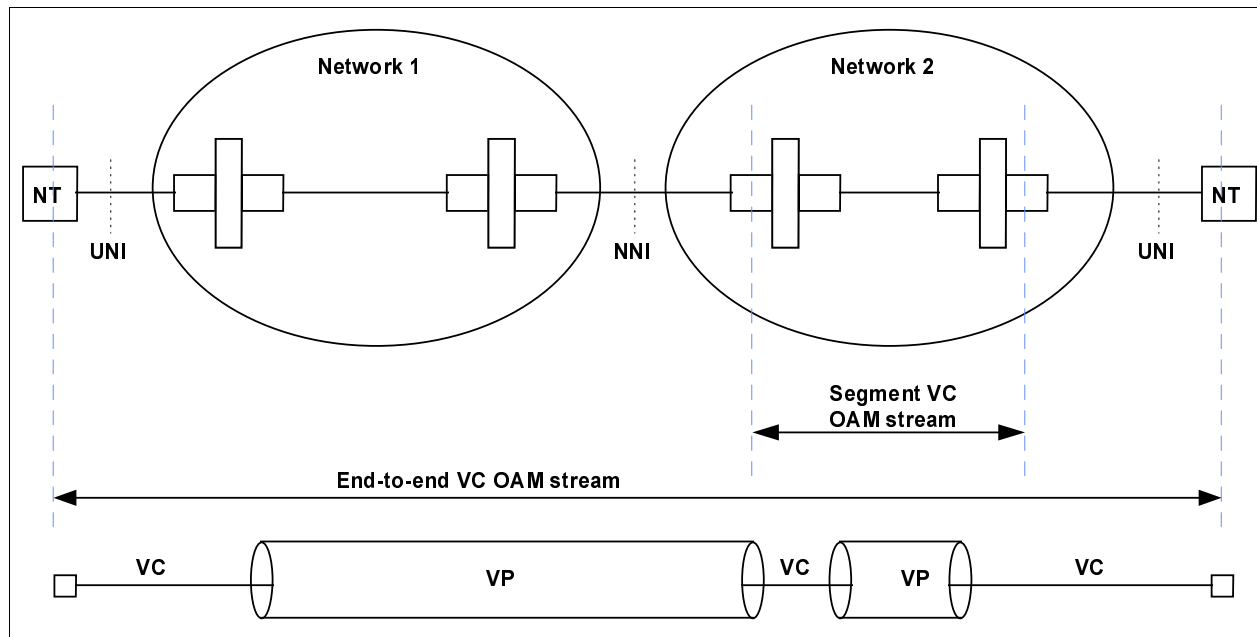 Network 1
Network 2
NT
NT
UNI
NNI
UNI
Segment VC
OAM stream
End-to-end VC OAM stream
VC
VP
VC
VP
VC